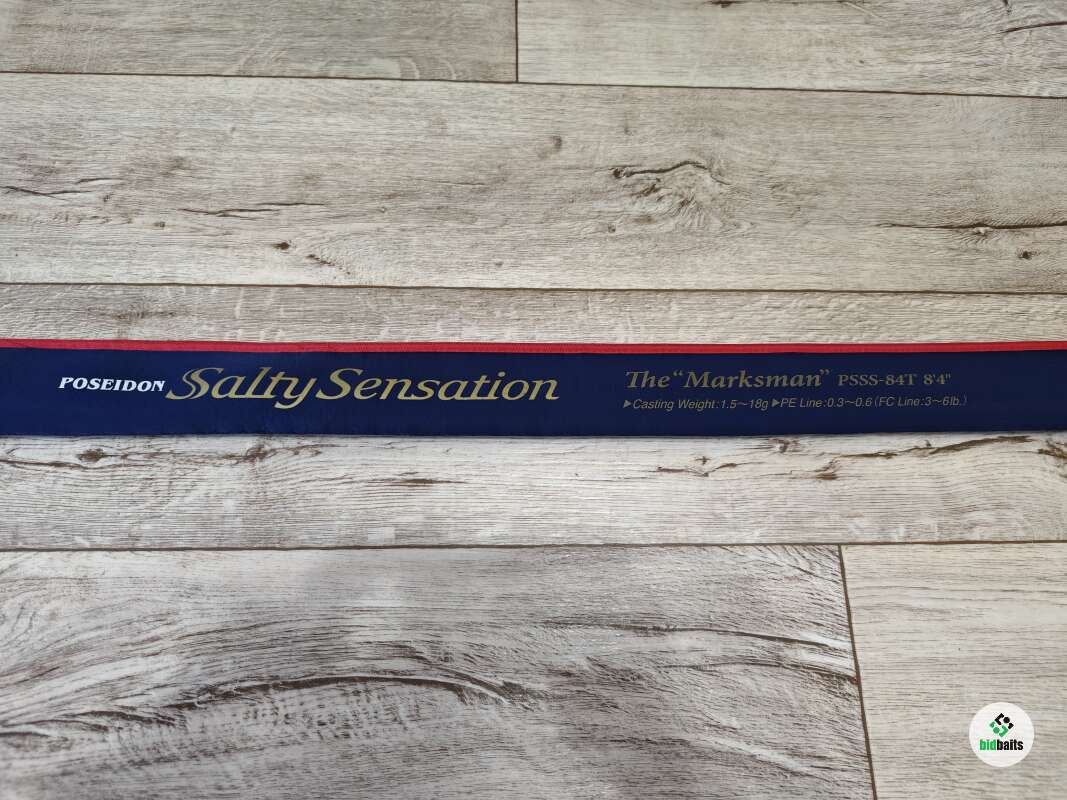 POSEIDON Salty Sensation
The "Marksman" PSSS-84T 8'4"
▶Casting Weight:1.5～18g ▶PE Line:0.3～0.6(FC Line:3～6lb.)
bidbaits